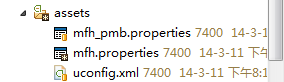 assets
mfh_pmb.properties 7400 14-3-11
mfh.properties 7400 14-3-11 下午
uconfig.xml 7400 14-3-11 下午8:1